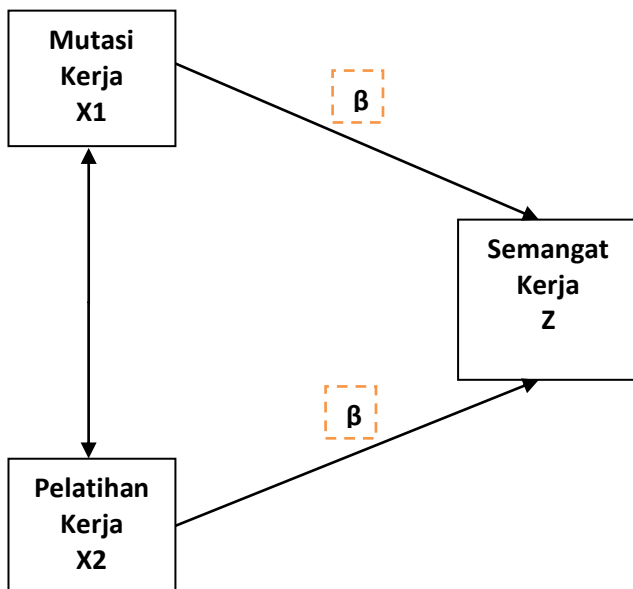 Mutasi
Kerja
X1
β
Semangat
Kerja
Z
β
Pelatihan
Kerja
X2